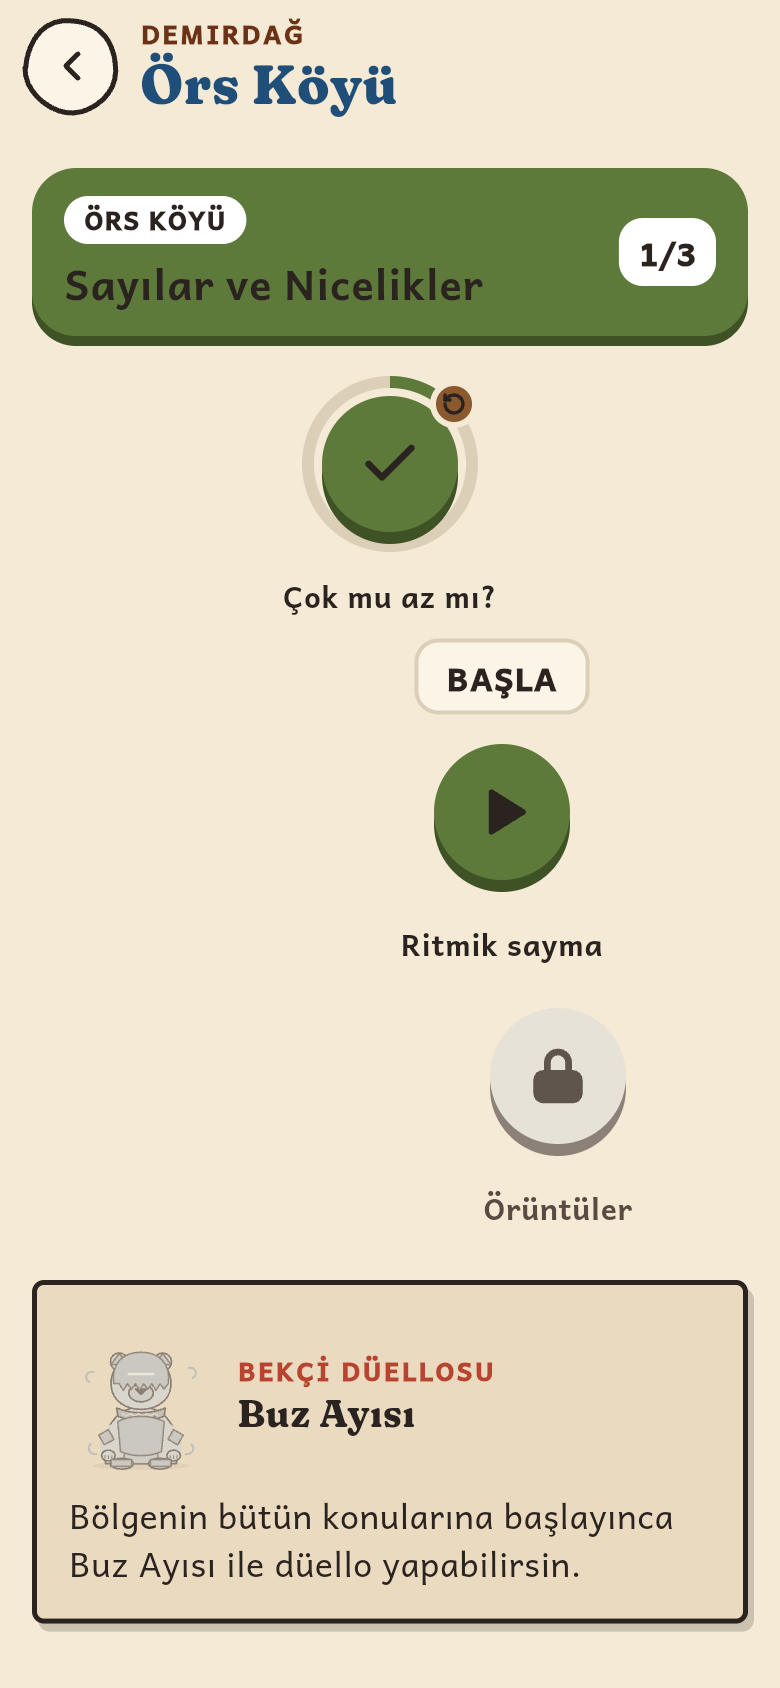 DEMIRDAĞ
Örs Köyü
ÖRS KÖYÜ
Sayılar ve Nicelikler
1/3
Çok mu az mı?
BAŞLA
Ritmik sayma
Örüntüler
BEKÇİ DÜELLOSU
Buz Ayısı
Bölgenin bütün konularına başlayınca
Buz Ayısı ile düello yapabilirsin.